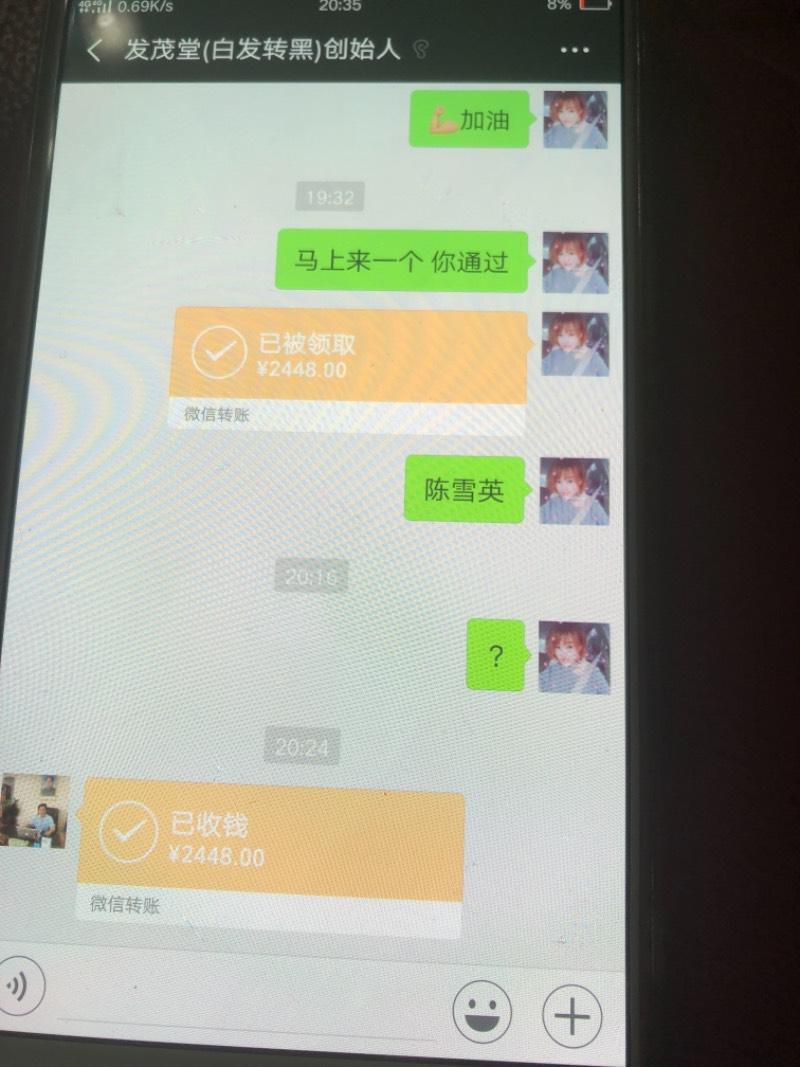 0.69K/s
20:35
8%
发茂堂(白发转黑)创始人
💪加油
19:32
马上来一个 你通过
已被领取
¥2448.00
微信转账
陈雪英
20:16
?
20:24
已收钱
¥2448.00
微信转账